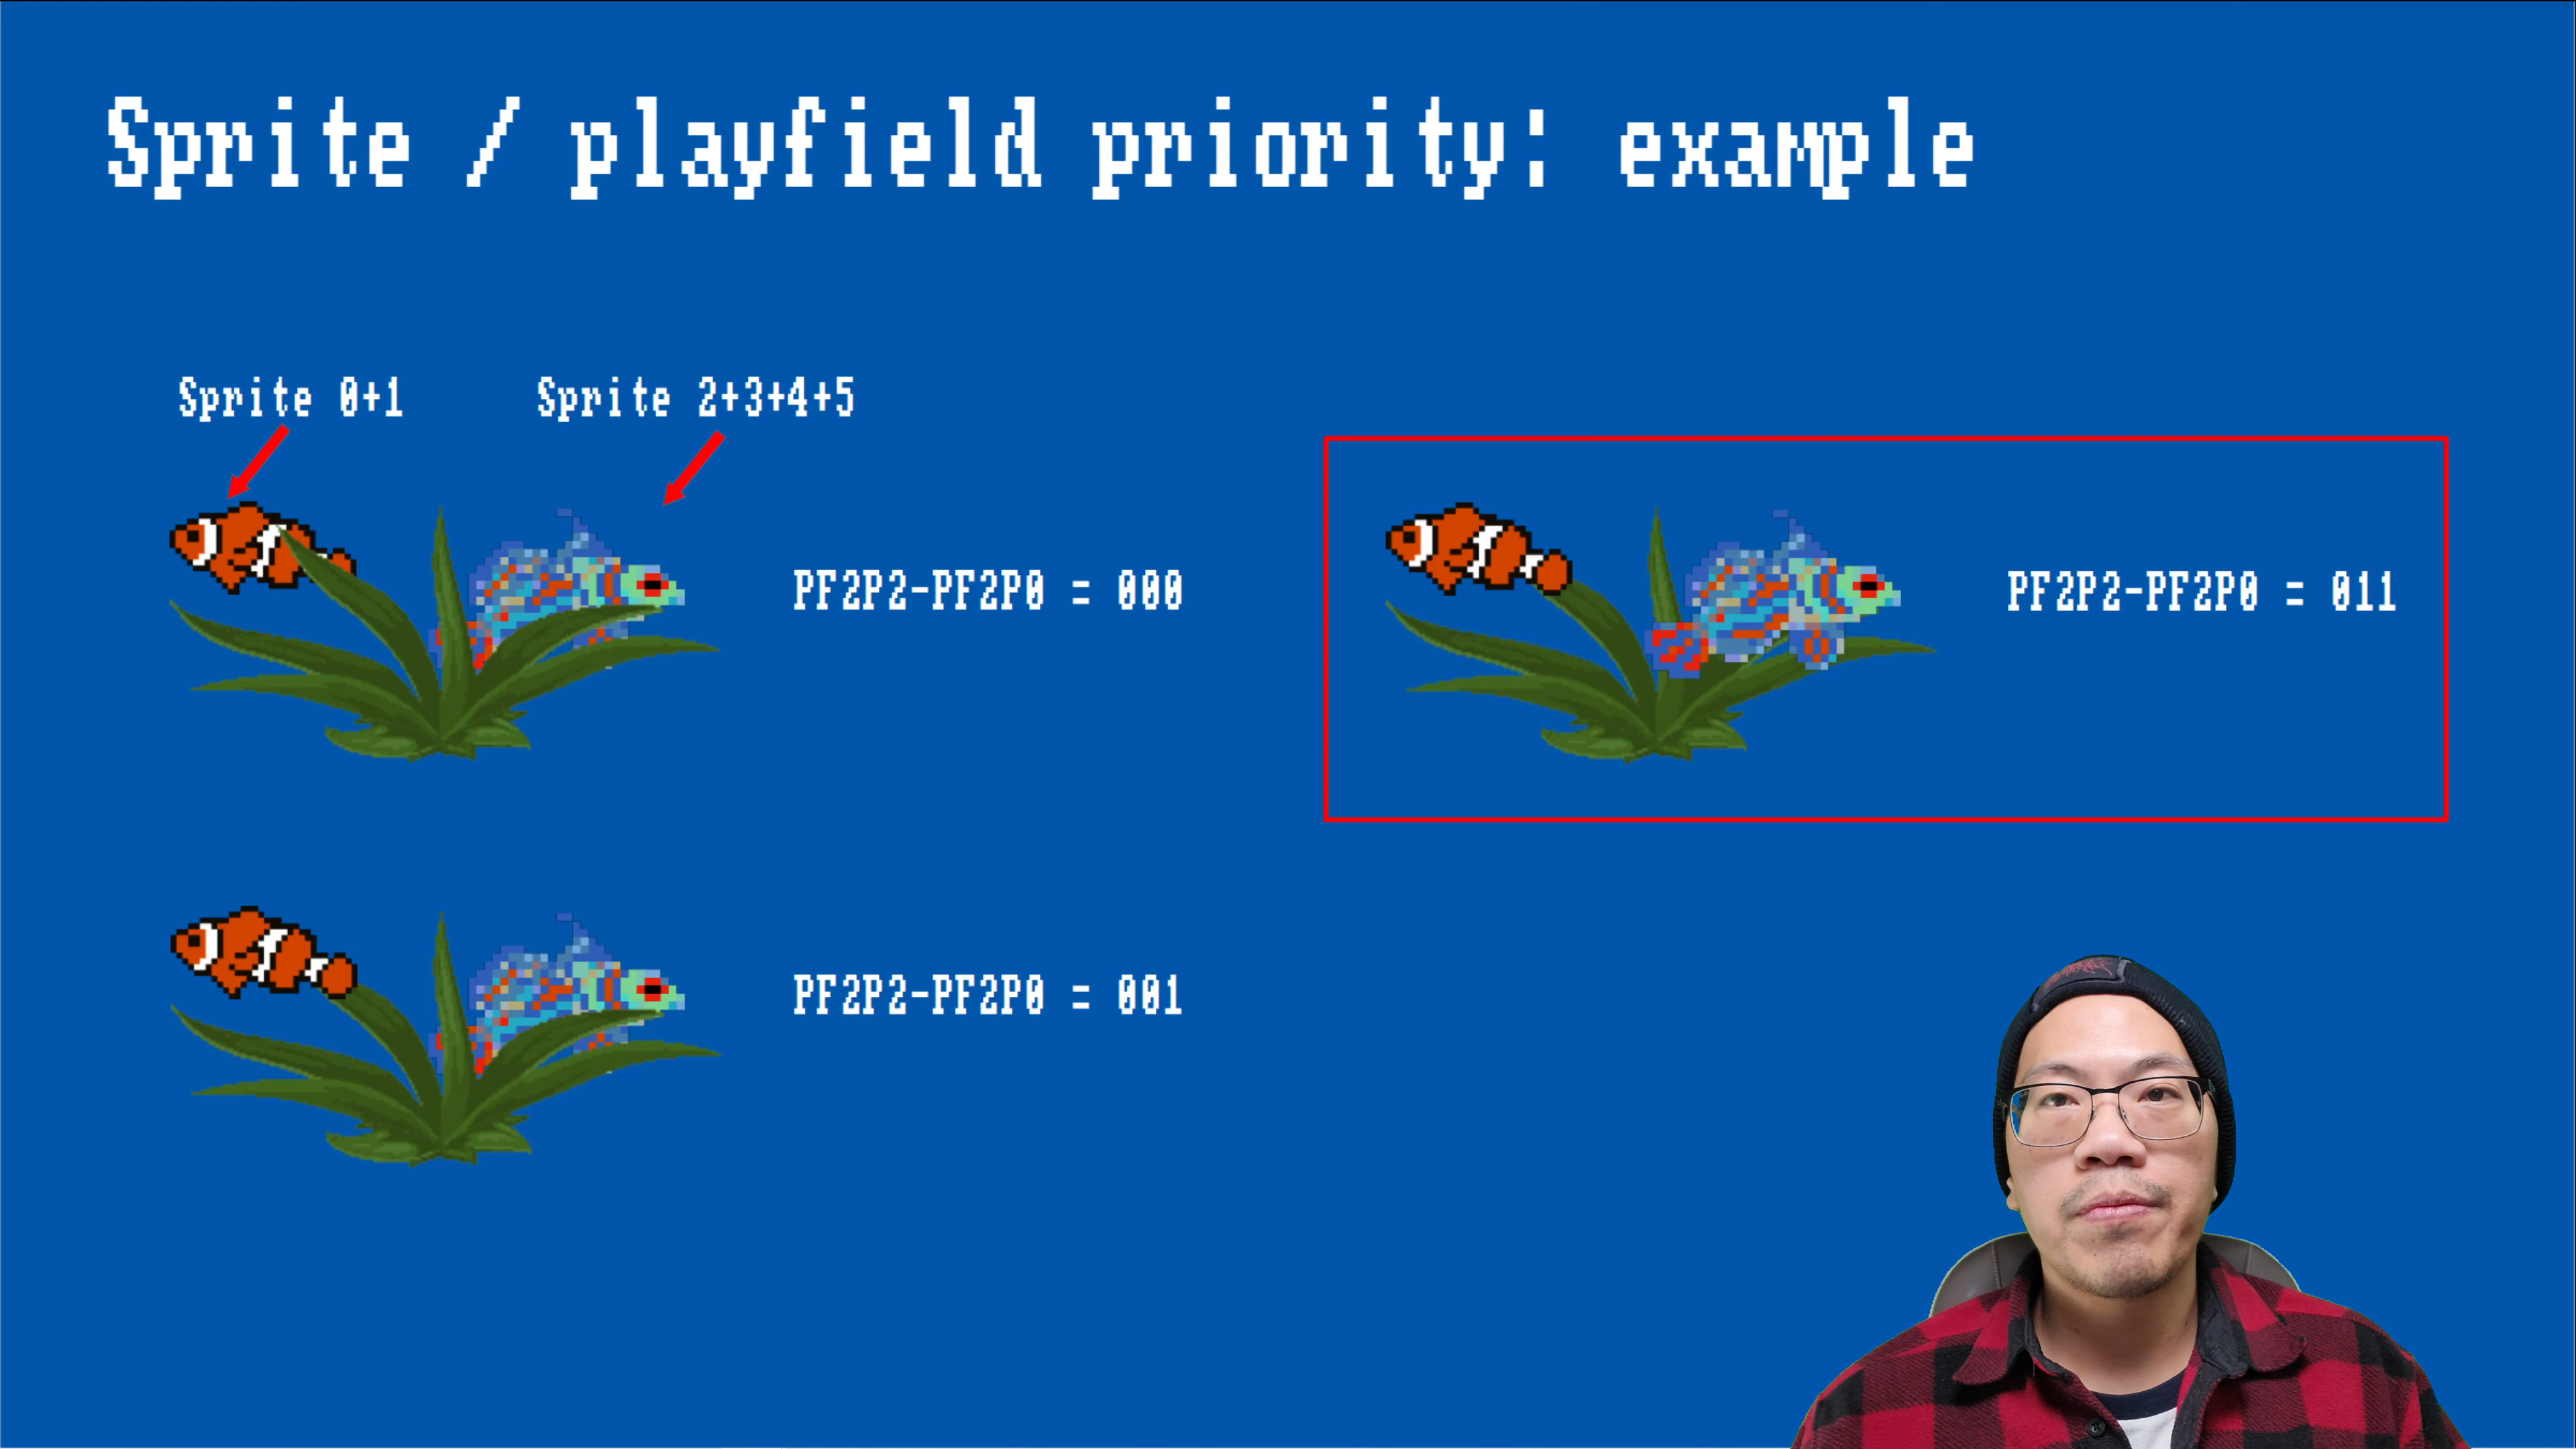 Sprite / playfield priority: example
Sprite 0+1
Sprite 2+3+4+5
PF2P2-PF2P0 = 000
PF2P2-PF2P0 = 011
PF2P2-PF2P0 = 001